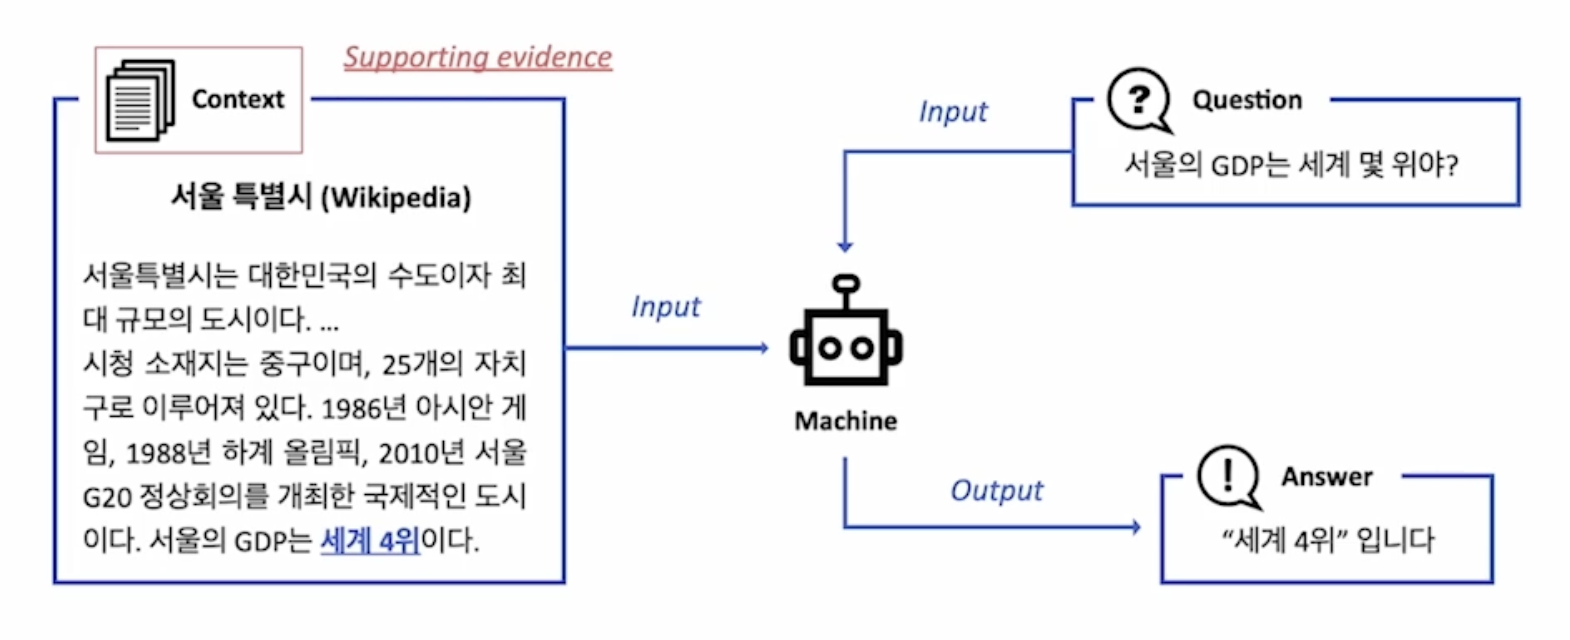 Supporting evidence
Context
서울 특별시 (Wikipedia)
서울특별시는 대한민국의 수도이자 최
대 규모의 도시이다. ...
시청 소재지는 중구이며, 25개의 자치
구로 이루어져 있다. 1986년 아시안 게
임, 1988년 하계 올림픽, 2010년 서울
G20 정상회의를 개최한 국제적인 도시
이다. 서울의 GDP는 세계 4위이다.
Input
Input
?
Question
서울의 GDP는 세계 몇 위야?
Machine
Output
!
Answer
“세계 4위” 입니다